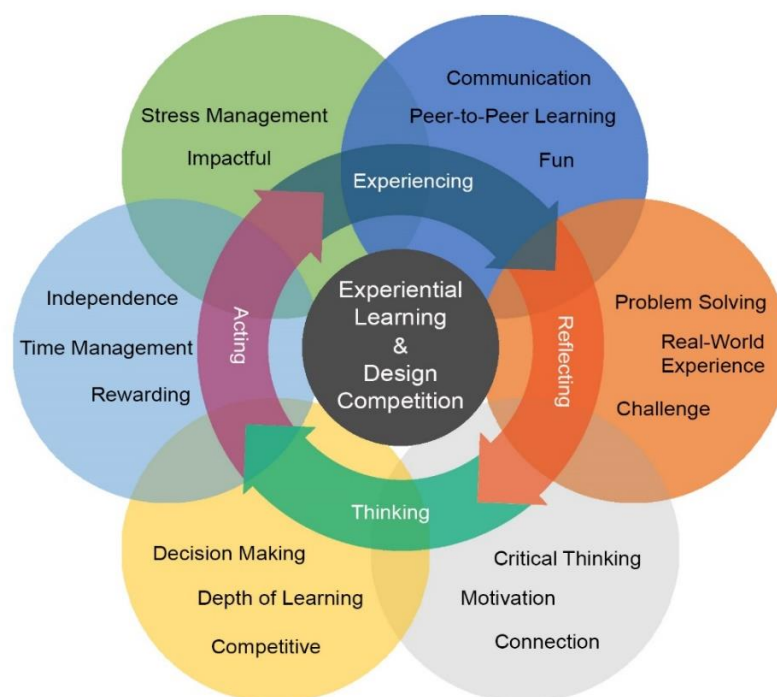 Communication
Peer-to-Peer Learning
Fun
Stress Management
Impactful
Experiencing
Independence
Time Management
Rewarding
Acting
Experiential
Learning
&
Design
Competition
Reflecting
Problem Solving
Real-World
Experience
Challenge
Thinking
Decision Making
Depth of Learning
Competitive
Critical Thinking
Motivation
Connection